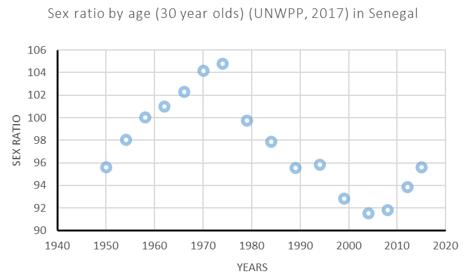 Sex ratio by age (30 year olds) (UNWPP, 2017) in Senegal
106
104
102
100
98
96
94
92
90
SEX RATIO
1940 1950 1960 1970 1980 1990 2000 2010 2020
YEARS